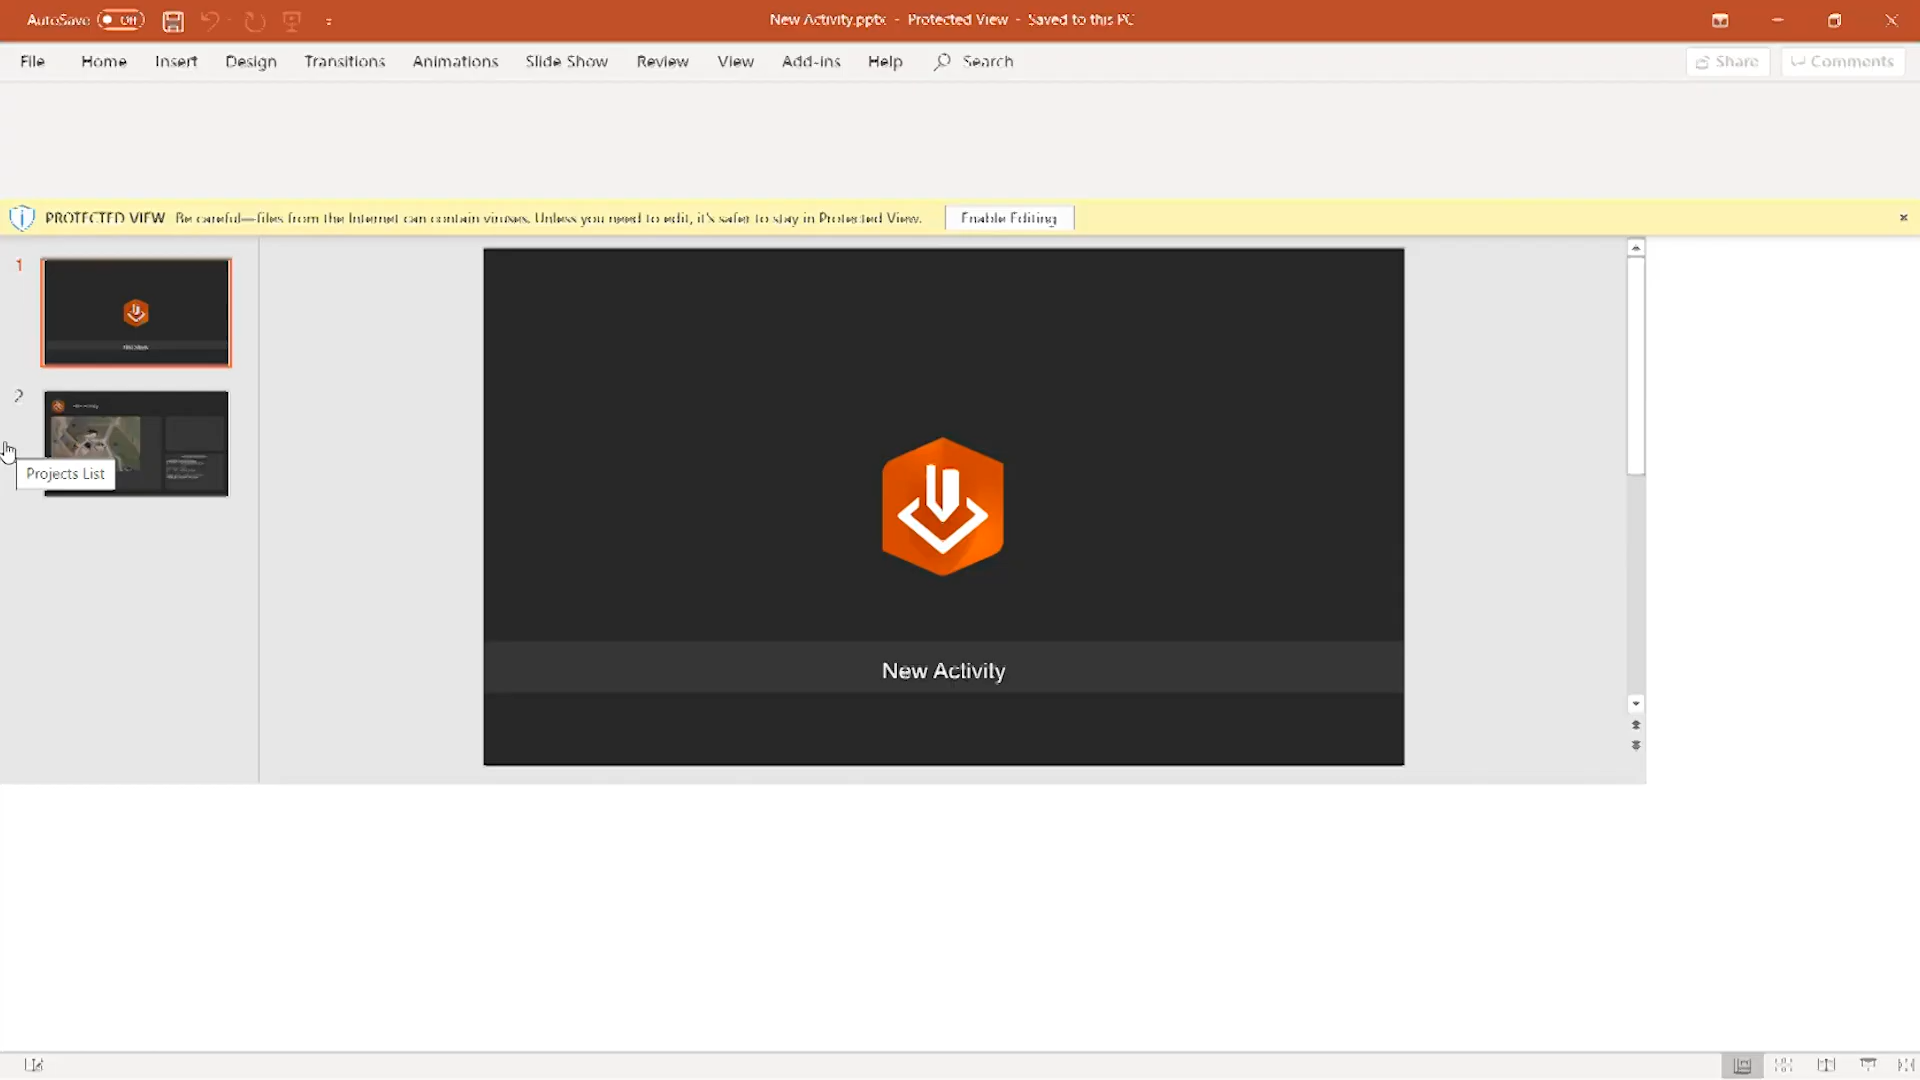 AutoSave Off
New Activity.pptx - Protected View - Saved to this PC
File Home Insert Design Transitions Animations Slide Show Review View Add-ins Help Search
Share Comments
PROTECTED VIEW Be careful—files from the Internet can contain viruses. Unless you need to edit, it's safer to stay in Protected View. Enable Editing
1
2
Projects List
New Activity